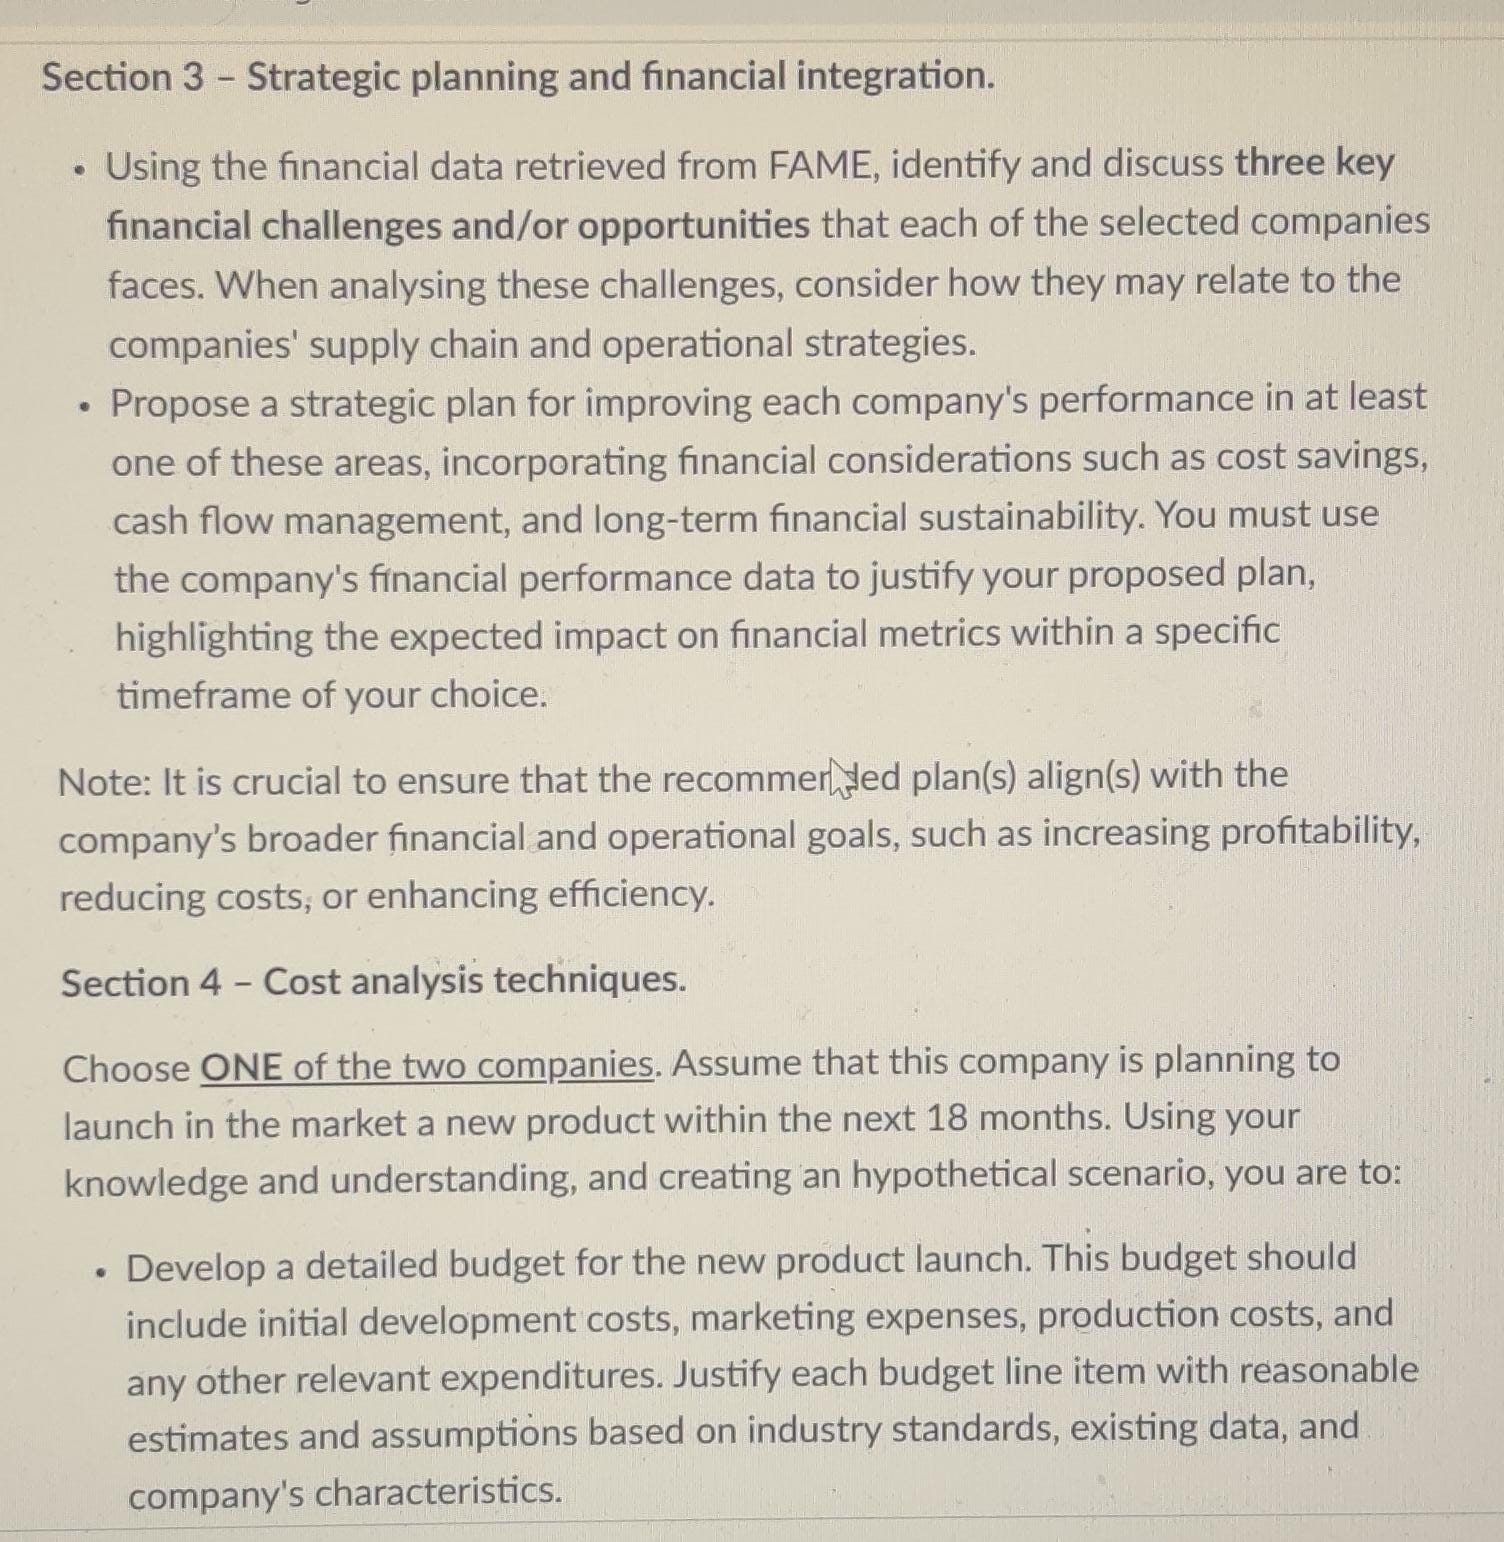 Section 3 – Strategic planning and financial integration.
• Using the financial data retrieved from FAME, identify and discuss three key
financial challenges and/or opportunities that each of the selected companies
faces. When analysing these challenges, consider how they may relate to the
companies' supply chain and operational strategies.
• Propose a strategic plan for improving each company's performance in at least
one of these areas, incorporating financial considerations such as cost savings,
cash flow management, and long-term financial sustainability. You must use
the company's financial performance data to justify your proposed plan,
highlighting the expected impact on financial metrics within a specific
timeframe of your choice.
Note: It is crucial to ensure that the recommended plan(s) align(s) with the
company's broader financial and operational goals, such as increasing profitability,
reducing costs, or enhancing efficiency.
Section 4 – Cost analysis techniques.
Choose ONE of the two companies. Assume that this company is planning to
launch in the market a new product within the next 18 months. Using your
knowledge and understanding, and creating an hypothetical scenario, you are to:
• Develop a detailed budget for the new product launch. This budget should
include initial development costs, marketing expenses, production costs, and
any other relevant expenditures. Justify each budget line item with reasonable
estimates and assumptions based on industry standards, existing data, and
company's characteristics.